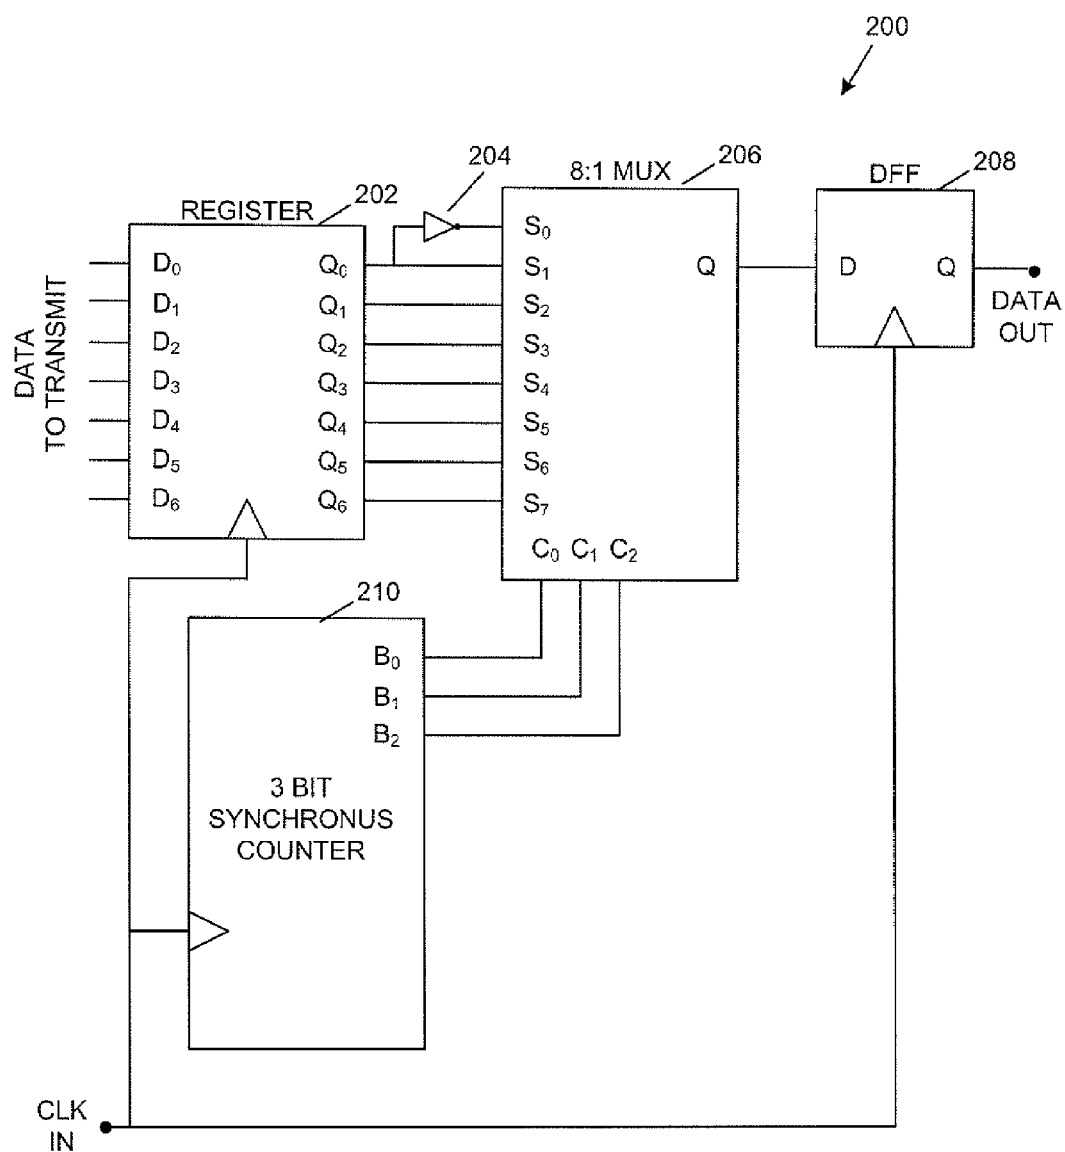 200
204
8:1 MUX
206
DFF
208
REGISTER
202
DATA
TO TRANSMIT
D0
D1
D2
D3
D4
D5
D6
Q0
Q1
Q2
Q3
Q4
Q5
Q6
S0
S1
S2
S3
S4
S5
S6
S7
C0 C1 C2
Q
D
Q
DATA
OUT
210
B0
B1
B2
3 BIT
SYNCHRONUS
COUNTER
CLK
IN